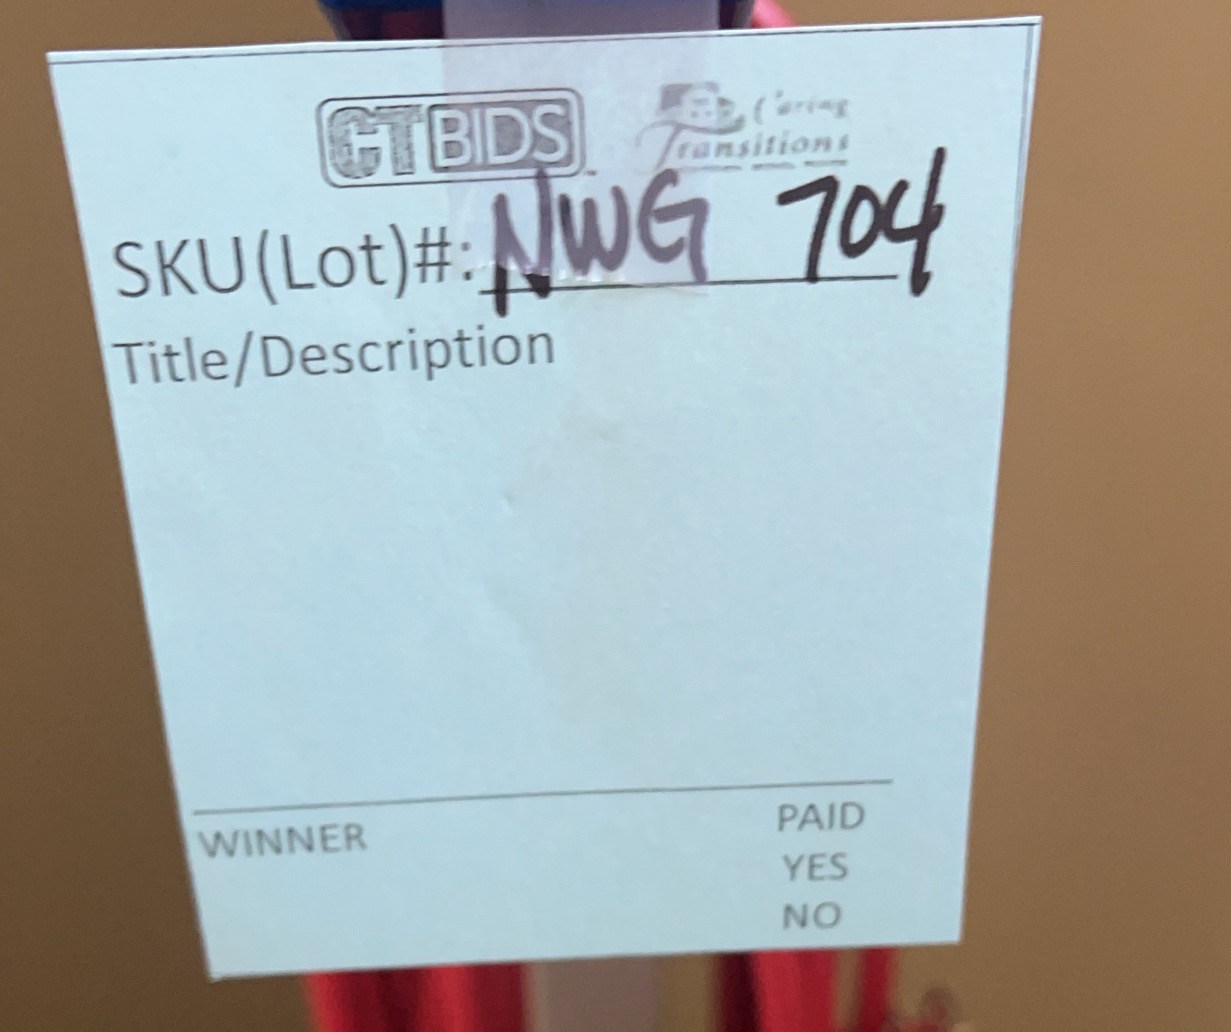 CTBIDS
Caring
Transitions
SKU(Lot)#: NWG 704
Title/Description
WINNER
PAID
YES
NO